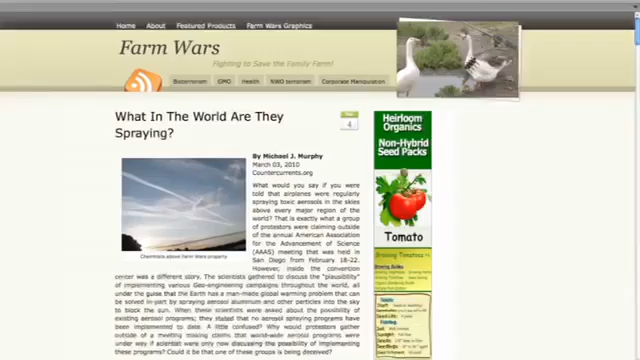 Home About Featured Products Farm Wars Graphics
Farm Wars
Fighting to Save the Family Farm!
Bioterrorism GMO Health NWO terrorism Corporate Manipulation
What In The World Are They
Spraying?
4
By Michael J. Murphy
March 03, 2010
Countercurrents.org
What would you say if you were
told that airplanes were regularly
spraying toxic aerosols in the skies
above every major region of the
world? That is exactly what a group
of protestors were claiming outside
of the annual American Association
for the Advancement of Science
(AAAS) meeting that was held in
San Diego from February 18-22.
However, inside the convention
center was a different story. The scientists gathered to discuss the "plausibility"
of implementing various Geo-engineering campaigns throughout the world, all
under the guise that the Earth has a man-made global warming problem that can
be solved in-part by spraying aerosol aluminum and other particles into the sky
to block the sun. When these scientists were asked about the possibility of
existing aerosol programs; they stated no aerosol spraying programs have
been implemented to date. A little confused? Why would protestors gather
outside of a meeting making claims that world-wide aerosol programs were
under way if scientists were only now discussing the possibility of implementing
these programs? Could it be that one of these groups is being deceived?
Chemtrails above Farm Wars property
Heirloom
Organics
Non-Hybrid
Seed Packs
Tomato